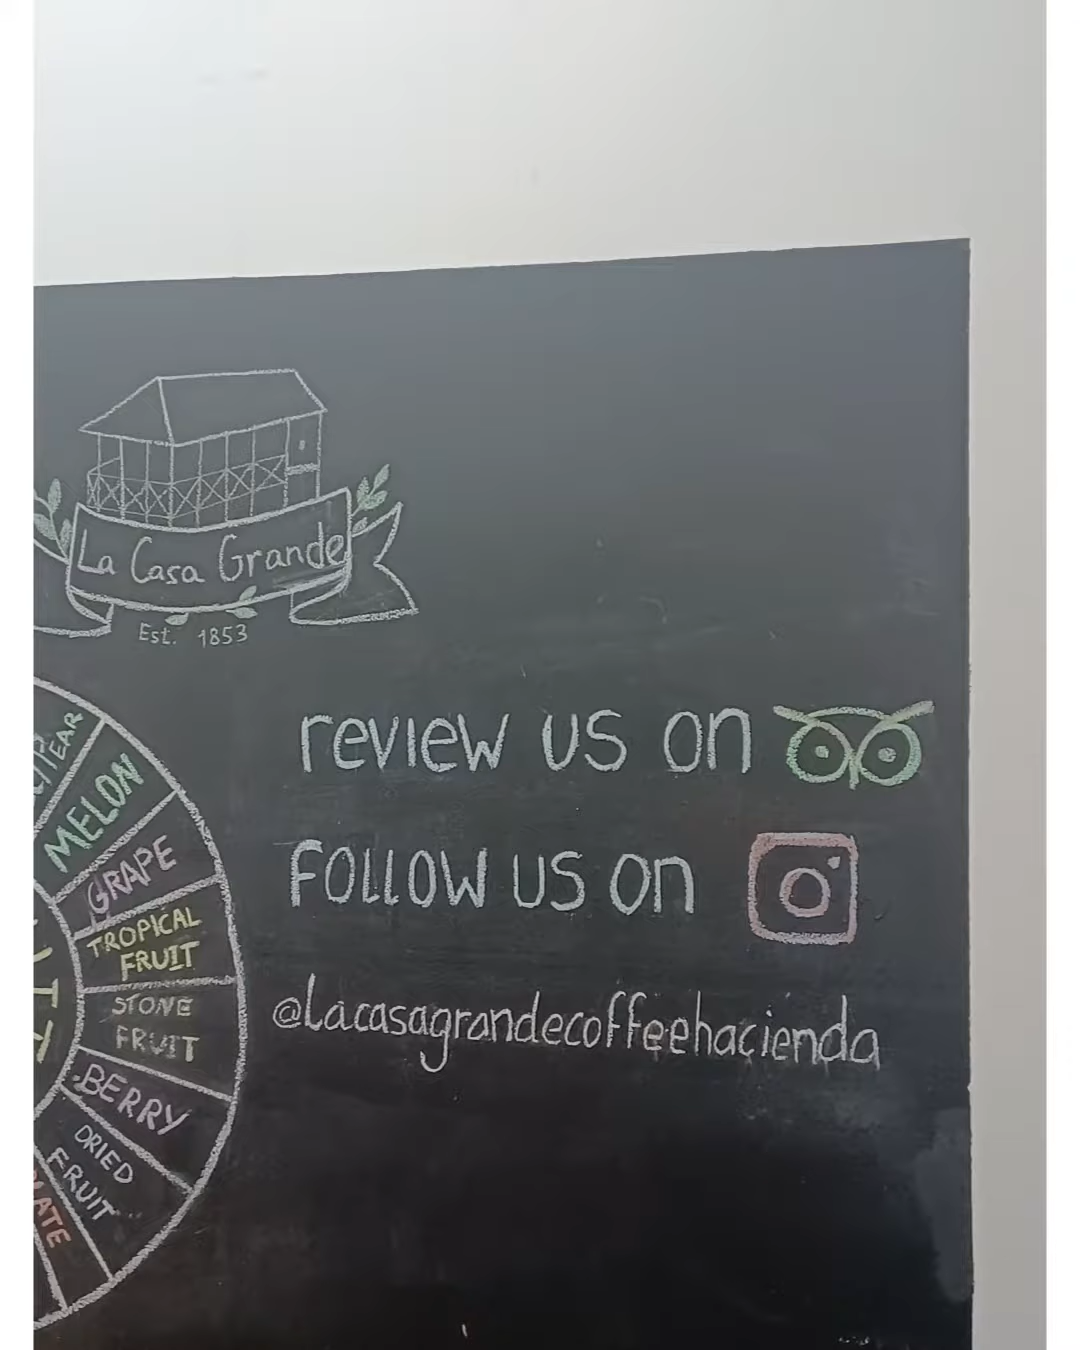 La Casa Grande
Est. 1853
review us on
FOLLOW US on
@Lacasagrandecoffeehacienda
MELON
GRAPE
TROPICAL
FRUIT
STONE
FRUIT
BERRY
DRIED
FRUIT